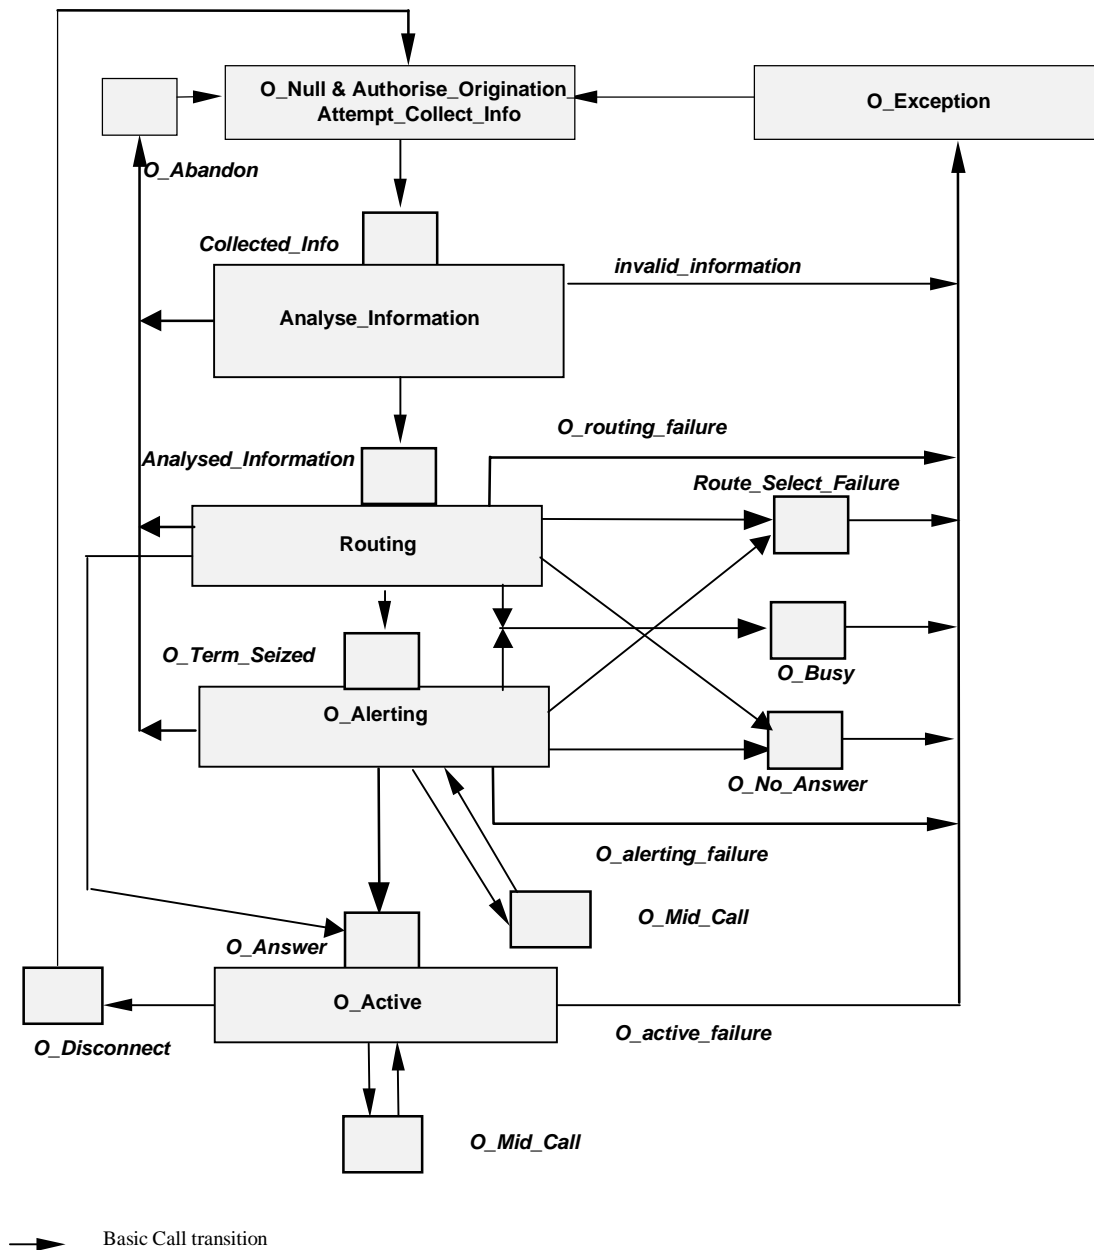 O_Null & Authorise_Origination_
Attempt_Collect_Info
O_Exception
O_Abandon
Collected_Info
invalid_information
Analyse_Information
O_routing_failure
Analysed_Information
Route_Select_Failure
Routing
O_Term_Seized
O_Busy
O_Alerting
O_No_Answer
O_alerting_failure
O_Mid_Call
O_Answer
O_Active
O_active_failure
O_Disconnect
O_Mid_Call
Basic Call transition